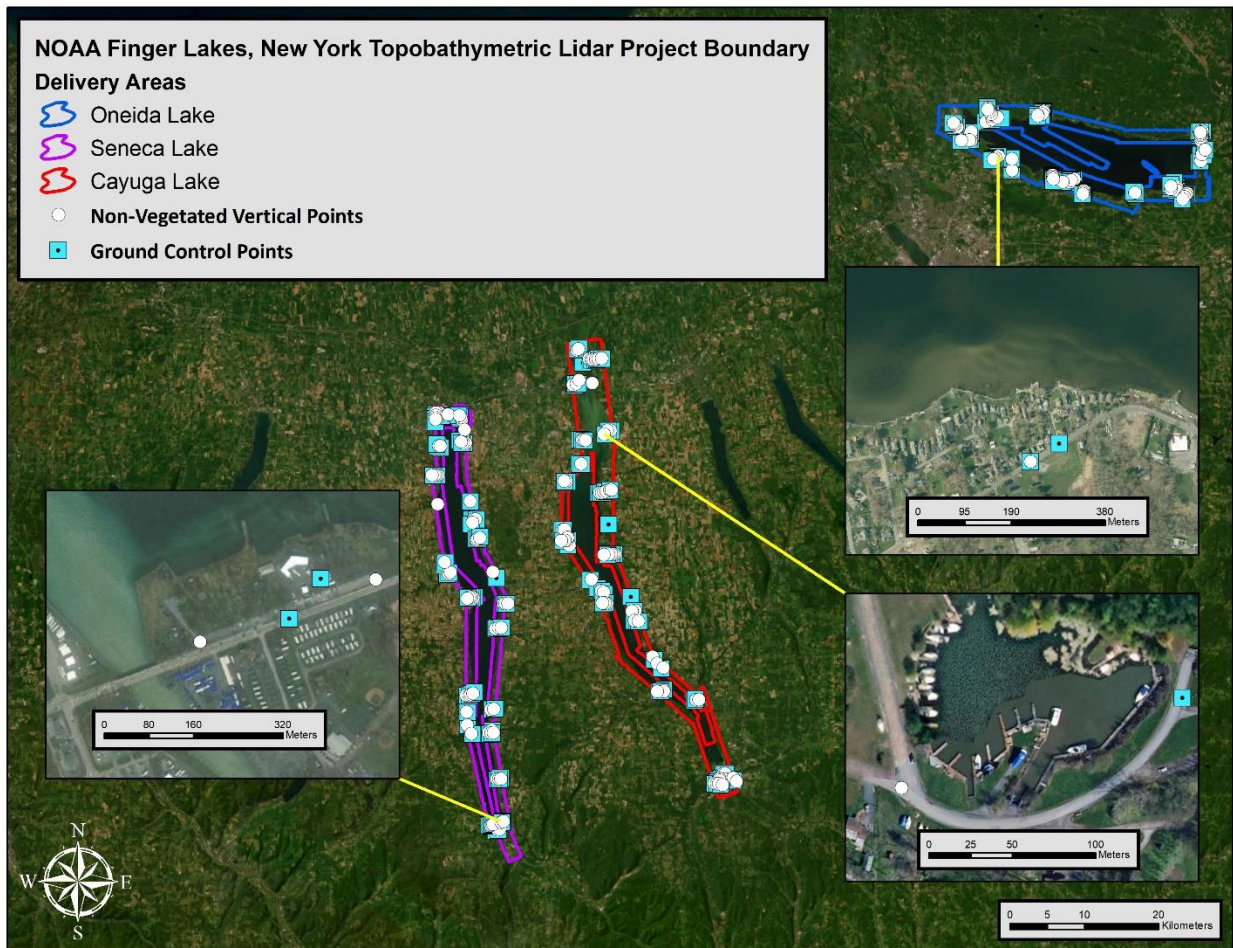 NOAA Finger Lakes, New York Topobathymetric Lidar Project Boundary
Delivery Areas
Oneida Lake
Seneca Lake
Cayuga Lake
Non-Vegetated Vertical Points
Ground Control Points
0 95 190 380
Meters
0 80 160 320
Meters
0 25 50 100
Meters
N
W E
S
0 5 10 20
Kilometers